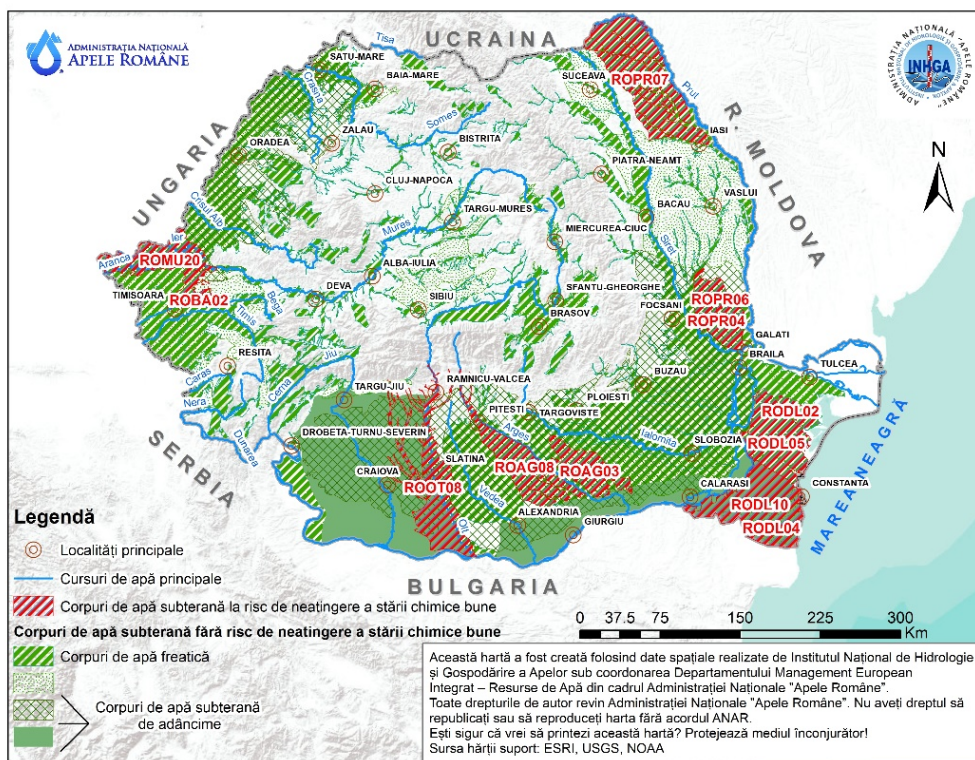 ADMINISTRAȚIA NAȚIONALĂ
APELE ROMÂNE
ADMINISTRAȚIA NAȚIONALĂ "APELE ROMÂNE"
INHGA
UCRAINA
UNGARIA
R MOLDOVA
SERBIA
BULGARIA
MAREA NEAGRĂ
N
Tisa
SATU-MARE
BAIA-MARE
SUCEAVA
ROPR07
Prut
Crasna
Somes
IASI
ORADEA
ZALAU
BISTRITA
PIATRA-NEAMT
CLUJ-NAPOCA
VASLUI
BACAU
TARGU-MURES
Crisul Alb
Mures
MIERCUREA-CIUC
Siret
Ier
Aranca
ROMU20
ALBA-IULIA
DEVA
SFANTU-GHEORGHE
TIMISOARA
ROBA02
Bega
SIBIU
ROPR06
FOCSANI
ROPR04
BRASOV
Timis
GALATI
RESITA
BRAILA
TULCEA
Jiu
Caras
Cerna
Nera
TARGU-JIU
RAMNICU-VALCEA
BUZAU
PLOIESTI
PITESTI
TARGOVISTE
RODL02
Arges
Ialomita
Dunarea
DROBETA-TURNU-SEVERIN
SLOBOZIA
RODL05
SLATINA
ROAG08
ROAG03
CRAIOVA
ROOT08
CALARASI
CONSTANTA
Vedea
RODL10
ALEXANDRIA
GIURGIU
Olt
RODL04
Legendă
Localități principale
Cursuri de apă principale
Corpuri de apă subterană la risc de neatingere a stării chimice bune
Corpuri de apă subterană fără risc de neatingere a stării chimice bune
Corpuri de apă freatică
Corpuri de apă subterană
de adâncime
0 37.5 75 150 225 300
Km
Această hartă a fost creată folosind date spațiale realizate de Institutul Național de Hidrologie
și Gospodărire a Apelor sub coordonarea Departamentului Management European
Integrat – Resurse de Apă din cadrul Administrației Naționale "Apele Române".
Toate drepturile de autor revin Administrației Naționale "Apele Române". Nu aveți dreptul să
republicați sau să reproduceți harta fără acordul ANAR.
Ești sigur că vrei să printezi această hartă? Protejează mediul înconjurător!
Sursa hărții suport: ESRI, USGS, NOAA